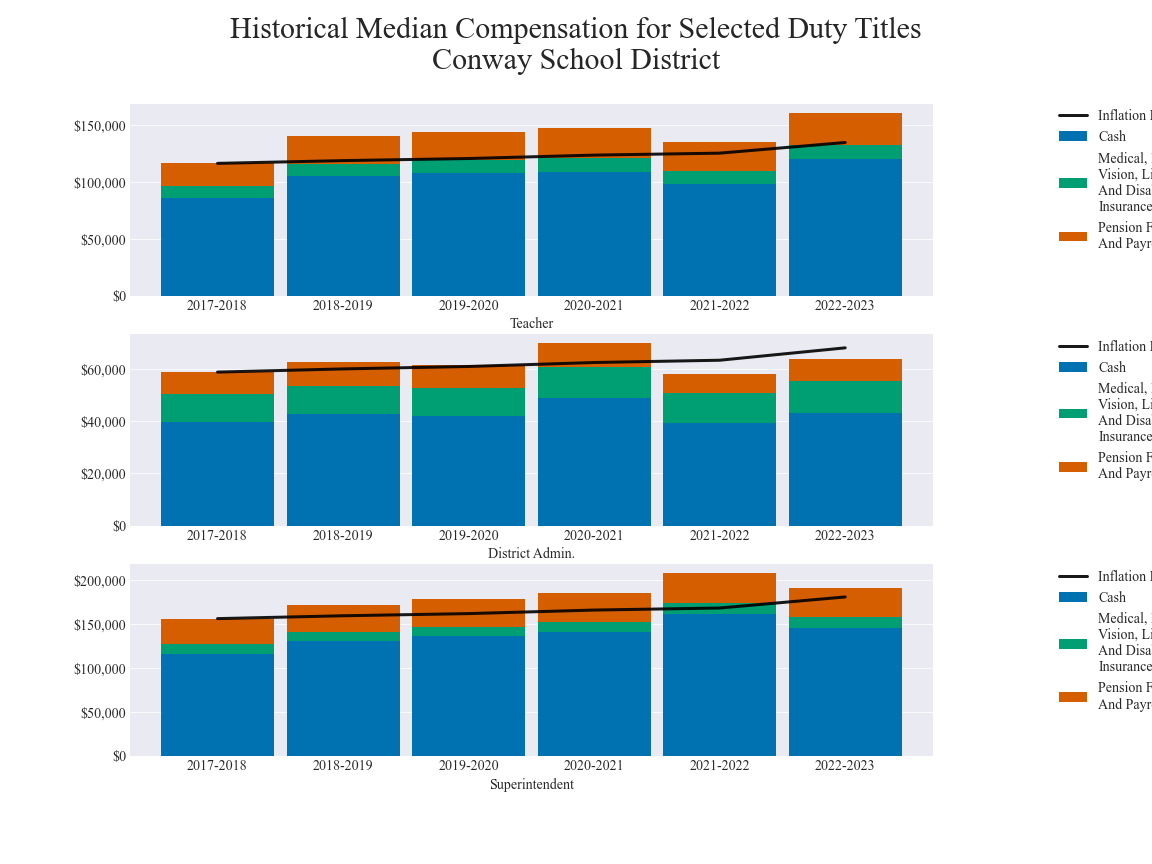 Historical Median Compensation for Selected Duty Titles
Conway School District
$150,000
$100,000
$50,000
$0
2017-2018 2018-2019 2019-2020 2020-2021 2021-2022 2022-2023
Teacher
Inflation
Cash
Medical,
Vision,
And
Insurance
And
$60,000
$40,000
$20,000
$0
2017-2018 2018-2019 2019-2020 2020-2021 2021-2022 2022-2023
District Admin.
Inflation
Cash
Medical,
Vision,
And
Insurance
Pension
And
$200,000
$150,000
$100,000
$50,000
$0
2017-2018 2018-2019 2019-2020 2020-2021 2021-2022 2022-2023
Superintendent
Inflation
Cash
Medical,
Vision,
And
Insurance
Pension
And